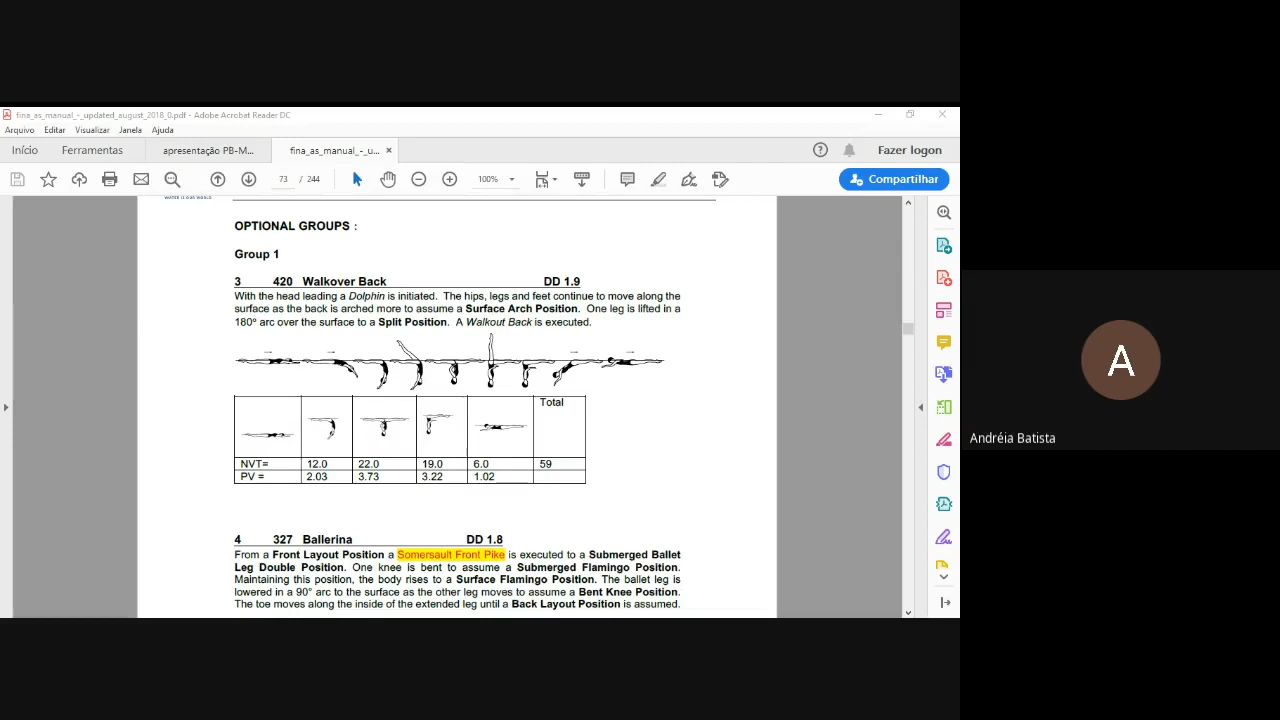 fina_as_manual_-_updated_august_2018_0.pdf - Adobe Acrobat Reader DC
Arquivo Editar Visualizar Janela Ajuda
Início Ferramentas apresentação PB-M... fina_as_manual_-_u... × Fazer logon
73 / 244 100% Compartilhar
WATER IS OUR WORLD
OPTIONAL GROUPS :
Group 1
3 420 Walkover Back DD 1.9
With the head leading a Dolphin is initiated. The hips, legs and feet continue to move along the
surface as the back is arched more to assume a Surface Arch Position. One leg is lifted in a
180º arc over the surface to a Split Position. A Walkout Back is executed.
Total
NVT= 12.0 22.0 19.0 6.0 59
PV = 2.03 3.73 3.22 1.02
4 327 Ballerina DD 1.8
From a Front Layout Position a Somersault Front Pike is executed to a Submerged Ballet
Leg Double Position. One knee is bent to assume a Submerged Flamingo Position.
Maintaining this position, the body rises to a Surface Flamingo Position. The ballet leg is
lowered in a 90º arc to the surface as the other leg moves to assume a Bent Knee Position.
The toe moves along the inside of the extended leg until a Back Layout Position is assumed.
A
Andréia Batista